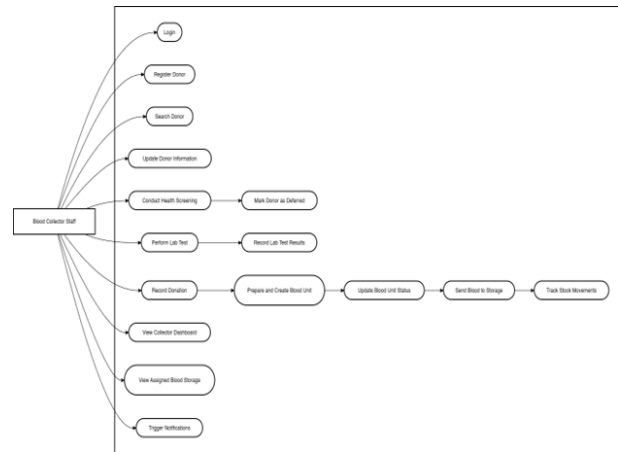 Login
Register Donor
Search Donor
Update Donor Information
Conduct Health Screening
Mark Donor as Deferred
Blood Collector Staff
Perform Lab Test
Record Lab Test Results
Record Donation
Prepare and Create Blood Unit
Update Blood Unit Status
Send Blood to Storage
Track Stock Movements
View Collector Dashboard
View Assigned Blood Storage
Trigger Notifications